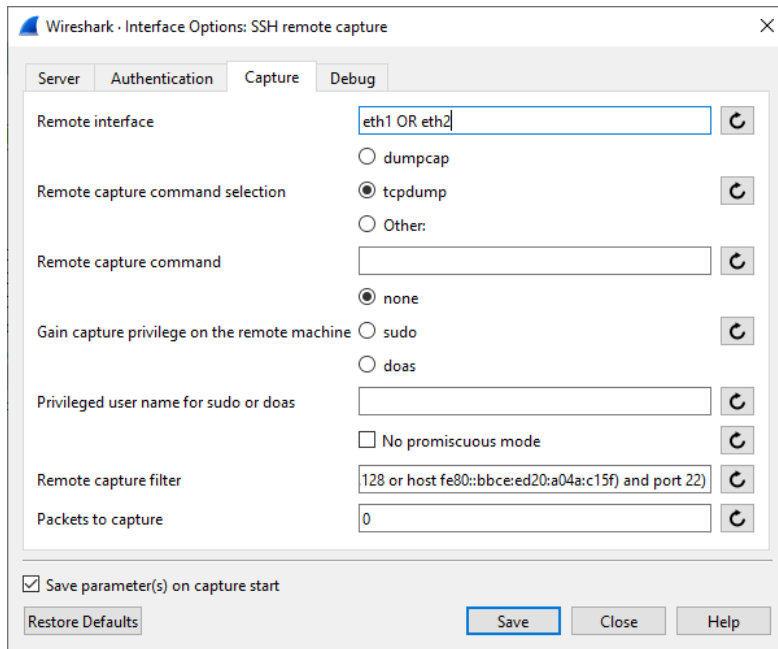 Wireshark · Interface Options: SSH remote capture
Server Authentication Capture Debug
Remote interface eth1 OR eth2
dumpcap
Remote capture command selection tcpdump
Other:
Remote capture command
none
Gain capture privilege on the remote machine sudo
doas
Privileged user name for sudo or doas
No promiscuous mode
Remote capture filter .128 or host fe80::bbce:ed20:a04a:c15f) and port 22)
Packets to capture 0
Save parameter(s) on capture start
Restore Defaults Save Close Help